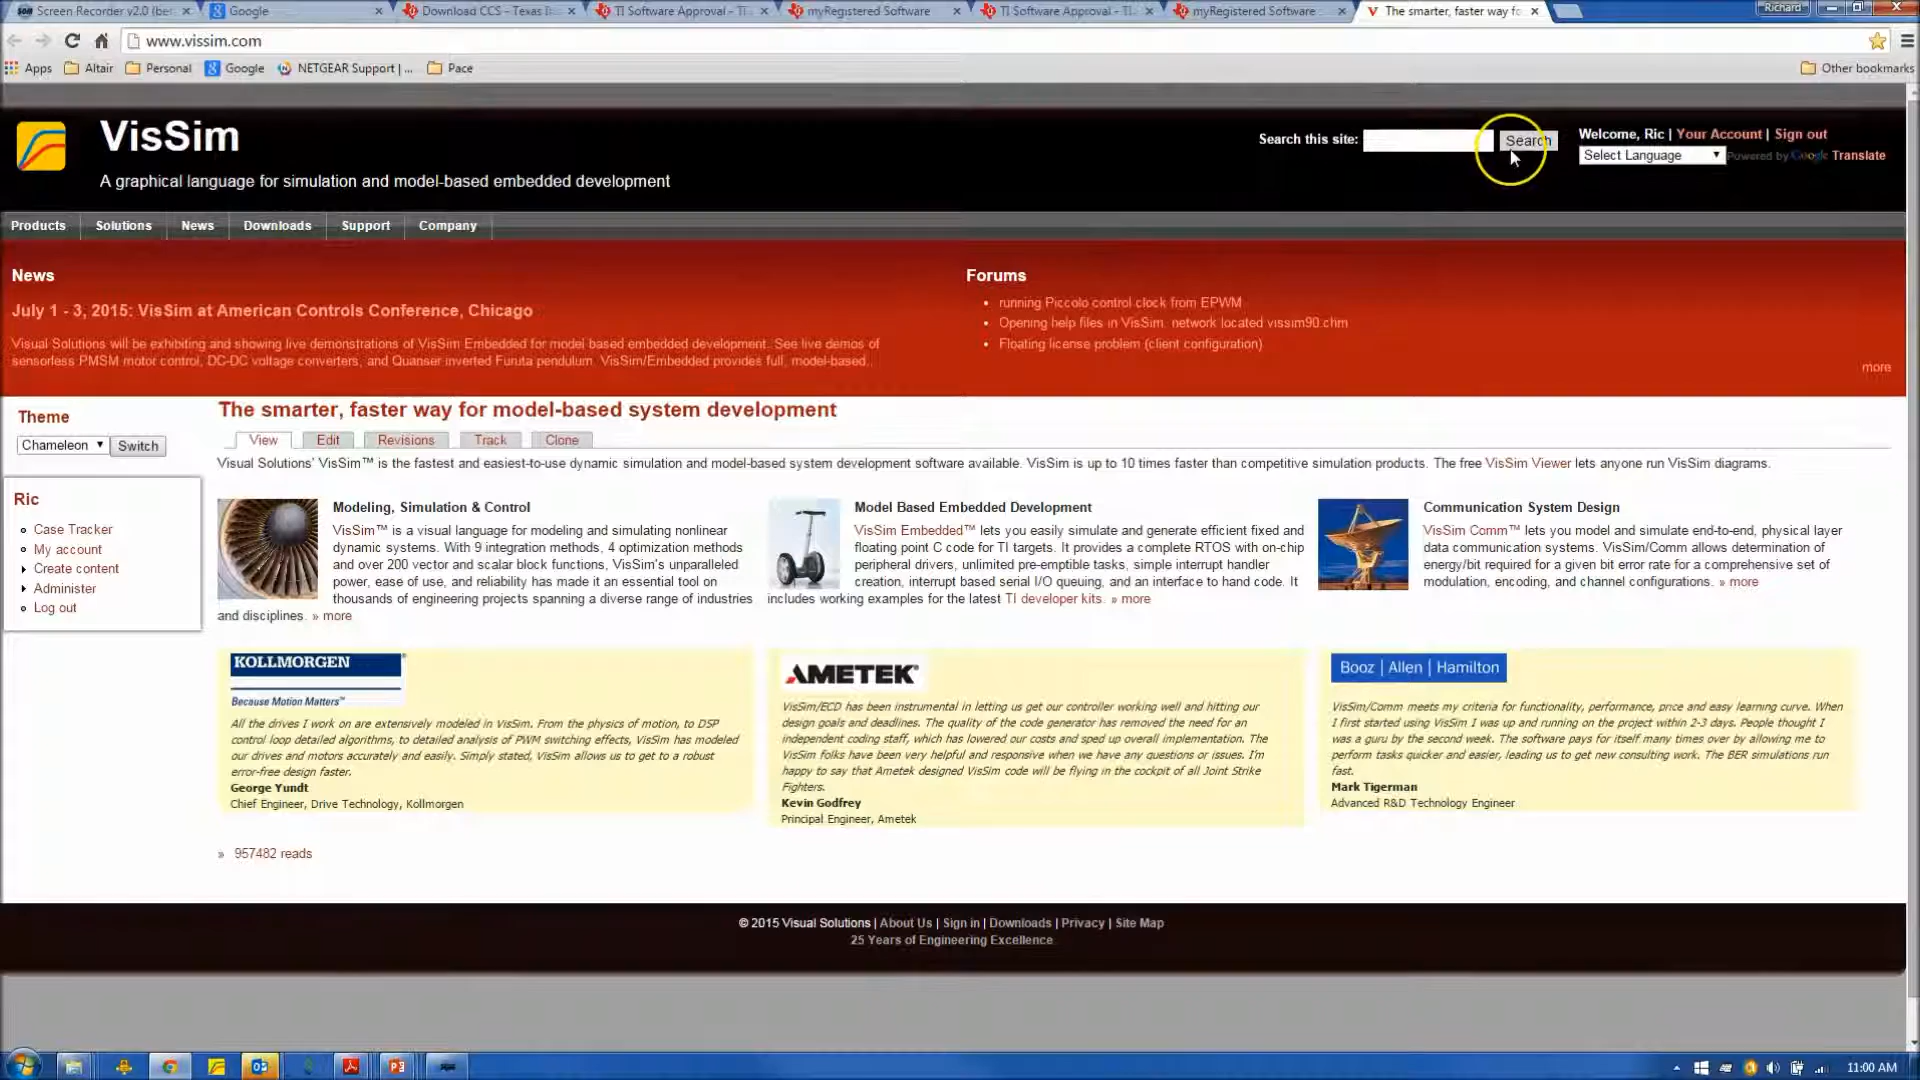 Screen Recorder v2.0 (be
Google
Download CCS - Texas I
TI Software Approval - TI
myRegistered Software
TI Software Approval - TI
myRegistered Software
The smarter, faster way fo
Richard
www.vissim.com
Apps
Altair
Personal
Google
NETGEAR Support | ...
Pace
Other bookmarks
VisSim
A graphical language for simulation and model-based embedded development
Search this site:
Search
Welcome, Ric | Your Account | Sign out
Select Language
Powered by Google Translate
Products
Solutions
News
Downloads
Support
Company
News
July 1 - 3, 2015: VisSim at American Controls Conference, Chicago
Visual Solutions will be exhibiting and showing live demonstrations of VisSim Embedded for model based embedded development. See live demos of
sensorless PMSM motor control, DC-DC voltage converters, and Quanser inverted Furuta pendulum. VisSim/Embedded provides full, model-based...
Forums
running Piccolo control clock from EPWM
Opening help files in VisSim. network located vissim90.chm
Floating license problem (client configuration)
more
Theme
Chameleon
Switch
Ric
Case Tracker
My account
Create content
Administer
Log out
The smarter, faster way for model-based system development
View
Edit
Revisions
Track
Clone
Visual Solutions' VisSim™ is the fastest and easiest-to-use dynamic simulation and model-based system development software available. VisSim is up to 10 times faster than competitive simulation products. The free VisSim Viewer lets anyone run VisSim diagrams.
Modeling, Simulation & Control
VisSim™ is a visual language for modeling and simulating nonlinear
dynamic systems. With 9 integration methods, 4 optimization methods
and over 200 vector and scalar block functions, VisSim's unparalleled
power, ease of use, and reliability has made it an essential tool on
thousands of engineering projects spanning a diverse range of industries
and disciplines. » more
Model Based Embedded Development
VisSim Embedded™ lets you easily simulate and generate efficient fixed and
floating point C code for TI targets. It provides a complete RTOS with on-chip
peripheral drivers, unlimited pre-emptible tasks, simple interrupt handler
creation, interrupt based serial I/O queuing, and an interface to hand code. It
includes working examples for the latest TI developer kits. » more
Communication System Design
VisSim Comm™ lets you model and simulate end-to-end, physical layer
data communication systems. VisSim/Comm allows determination of
energy/bit required for a given bit error rate for a comprehensive set of
modulation, encoding, and channel configurations. » more
KOLLMORGEN
Because Motion Matters™
All the drives I work on are extensively modeled in VisSim. From the physics of motion, to DSP
control loop detailed algorithms, to detailed analysis of PWM switching effects, VisSim has modeled
our drives and motors accurately and easily. Simply stated, VisSim allows us to get to a robust
error-free design faster.
George Yundt
Chief Engineer, Drive Technology, Kollmorgen
AMETEK
VisSim/ECD has been instrumental in letting us get our controller working well and hitting our
design goals and deadlines. The quality of the code generator has removed the need for an
independent coding staff, which has lowered our costs and sped up overall implementation. The
VisSim folks have been very helpful and responsive when we have any questions or issues. I'm
happy to say that Ametek designed VisSim code will be flying in the cockpit of all Joint Strike
Fighters.
Kevin Godfrey
Principal Engineer, Ametek
Booz | Allen | Hamilton
VisSim/Comm meets my criteria for functionality, performance, price and easy learning curve. When
I first started using VisSim I was up and running on the project within 2-3 days. People thought I
was a guru by the second week. The software pays for itself many times over by allowing me to
perform tasks quicker and easier, leading us to get new consulting work. The BER simulations run
fast.
Mark Tigerman
Advanced R&D Technology Engineer
» 957482 reads
© 2015 Visual Solutions | About Us | Sign in | Downloads | Privacy | Site Map
25 Years of Engineering Excellence
11:00 AM